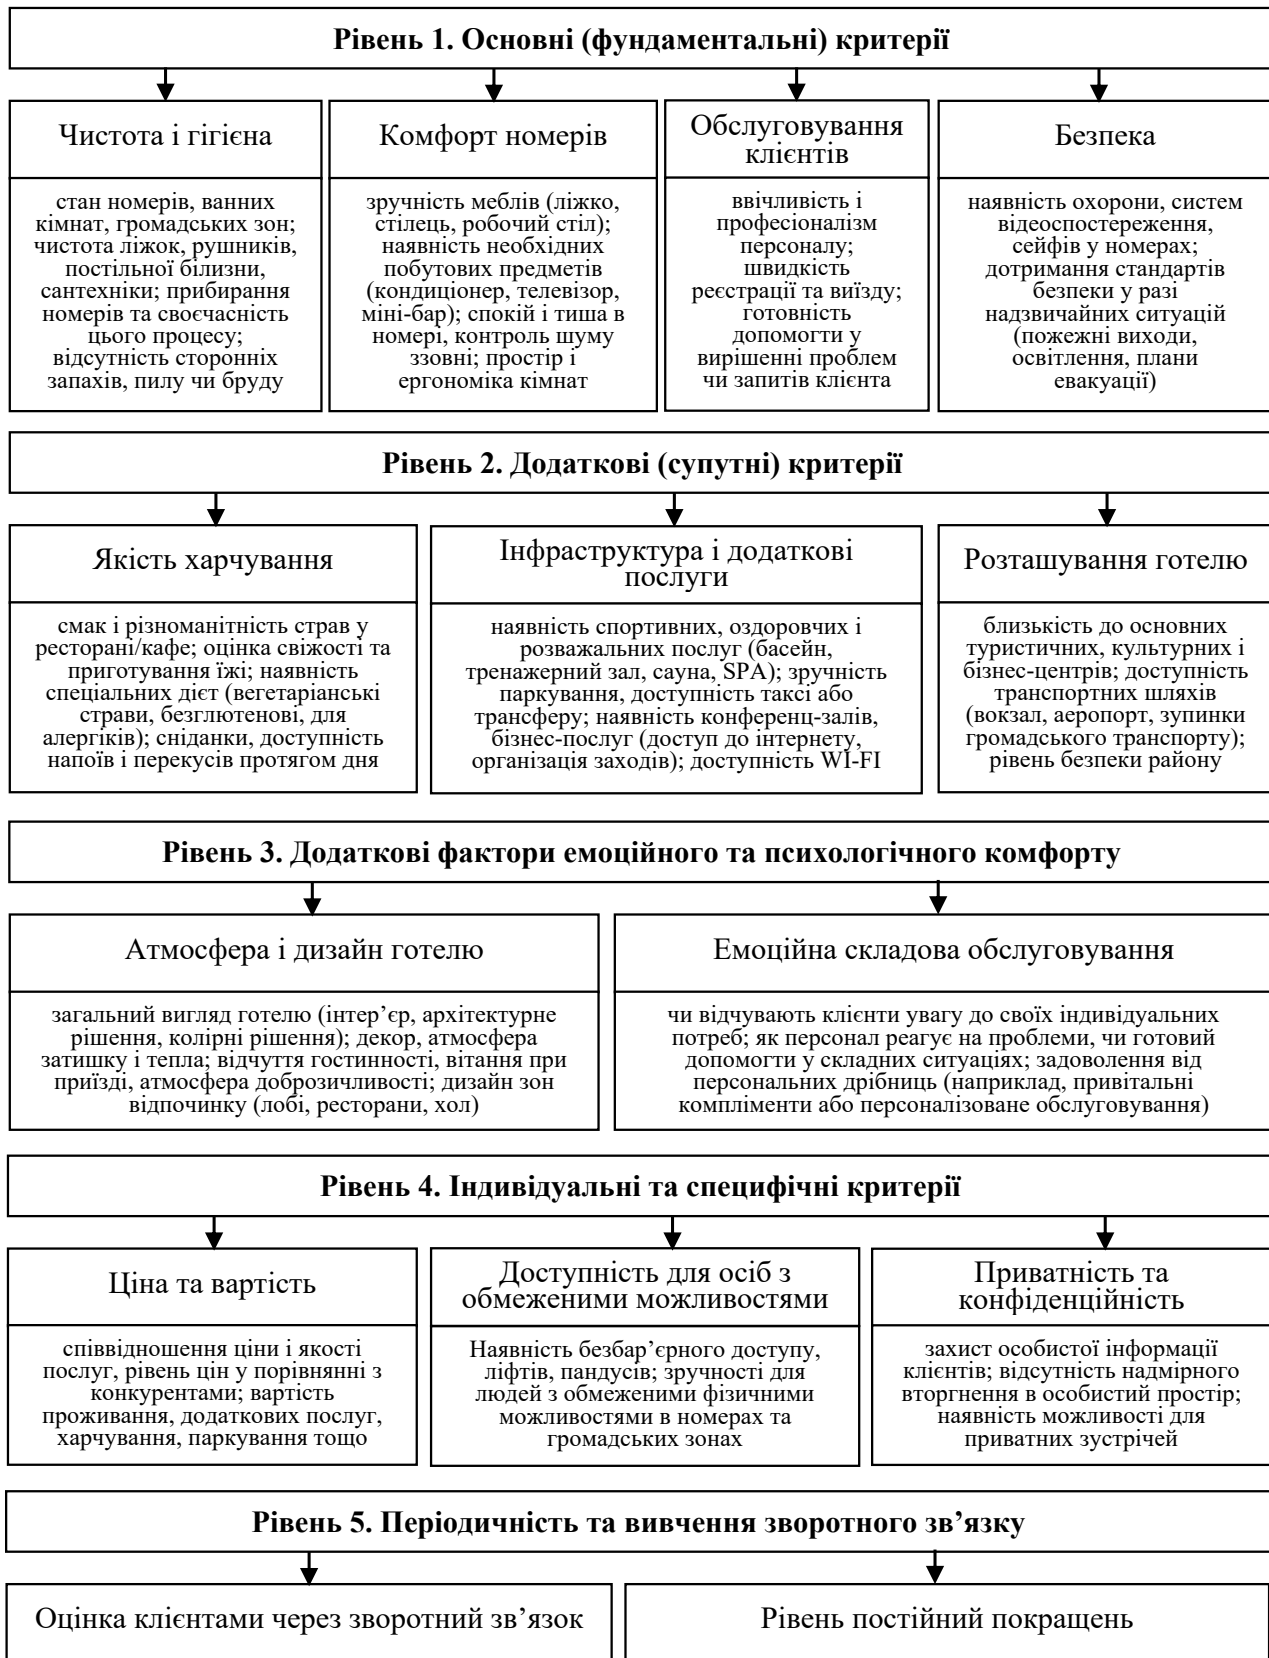 Рівень 1. Основні (фундаментальні) критерії
Чистота і гігієна
стан номерів, ванних
кімнат, громадських зон;
чистота ліжок, рушників,
постільної білизни,
сантехніки; прибирання
номерів та своєчасність
цього процесу;
відсутність сторонніх
запахів, пилу чи бруду
Комфорт номерів
зручність меблів (ліжко,
стілець, робочий стіл);
наявність необхідних
побутових предметів
(кондиціонер, телевізор,
міні-бар); спокій і тиша в
номері, контроль шуму
ззовні; простір і
ергономіка кімнат
Обслуговування
клієнтів
ввічливість і
професіоналізм
персоналу;
швидкість
реєстрації та виїзду;
готовність
допомогти у
вирішенні проблем
чи запитів клієнта
Безпека
наявність охорони, систем
відеоспостереження,
сейфів у номерах;
дотримання стандартів
безпеки у разі
надзвичайних ситуацій
(пожежні виходи,
освітлення, плани
евакуації)
Рівень 2. Додаткові (супутні) критерії
Якість харчування
смак і різноманітність страв у
ресторані/кафе; оцінка свіжості та
приготування їжі; наявність
спеціальних дієт (вегетаріанські
страви, безглютенові, для
алергіків); сніданки, доступність
напоїв і перекусів протягом дня
Інфраструктура і додаткові
послуги
наявність спортивних, оздоровчих і
розважальних послуг (басейн,
тренажерний зал, сауна, SPA); зручність
паркування, доступність таксі або
трансферу; наявність конференц-залів,
бізнес-послуг (доступ до інтернету,
організація заходів); доступність WI-FI
Розташування готелю
близькість до основних
туристичних, культурних і
бізнес-центрів; доступність
транспортних шляхів
(вокзал, аеропорт, зупинки
громадського транспорту);
рівень безпеки району
Рівень 3. Додаткові фактори емоційного та психологічного комфорту
Атмосфера і дизайн готелю
загальний вигляд готелю (інтер’єр, архітектурне
рішення, колірні рішення); декор, атмосфера
затишку і тепла; відчуття гостинності, вітання при
приїзді, атмосфера доброзичливості; дизайн зон
відпочинку (лобі, ресторани, хол)
Емоційна складова обслуговування
чи відчувають клієнти увагу до своїх індивідуальних
потреб; як персонал реагує на проблеми, чи готовий
допомогти у складних ситуаціях; задоволення від
персональних дрібниць (наприклад, привітальні
компліменти або персоналізоване обслуговування)
Рівень 4. Індивідуальні та специфічні критерії
Ціна та вартість
співвідношення ціни і якості
послуг, рівень цін у порівнянні з
конкурентами; вартість
проживання, додаткових послуг,
харчування, паркування тощо
Доступність для осіб з
обмеженими можливостями
Наявність безбар’єрного доступу,
ліфтів, пандусів; зручності для
людей з обмеженими фізичними
можливостями в номерах та
громадських зонах
Приватність та
конфіденційність
захист особистої інформації
клієнтів; відсутність надмірного
вторгнення в особистий простір;
наявність можливості для
приватних зустрічей
Рівень 5. Періодичність та вивчення зворотного зв’язку
Оцінка клієнтами через зворотний зв’язок
Рівень постійний покращень